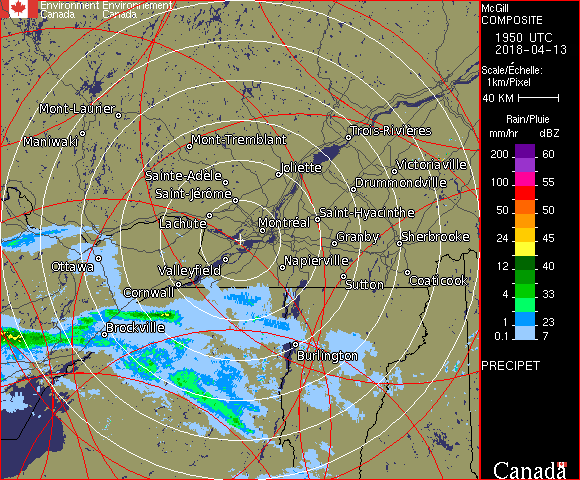 Environment Environnement
Canada Canada
Mont-Laurier
Maniwaki
Mont-Tremblant
Trois-Rivières
Sainte-Adèle
Joliette
Victoriaville
Saint-Jérôme
Drummondville
Lachute
Montréal
Saint-Hyacinthe
Granby
Sherbrooke
Ottawa
Valleyfield
Napierville
Cornwall
Sutton
Coaticook
Brockville
Burlington
McGill
COMPOSITE
1950 UTC
2018-04-13
Scale/Échelle:
1km/Pixel
40 KM
Rain/Pluie
mm/hr dBZ
200 60
150 55
100 55
50 50
24 45
12 40
4 33
1 23
0.1 7
PRECIPET
Canada